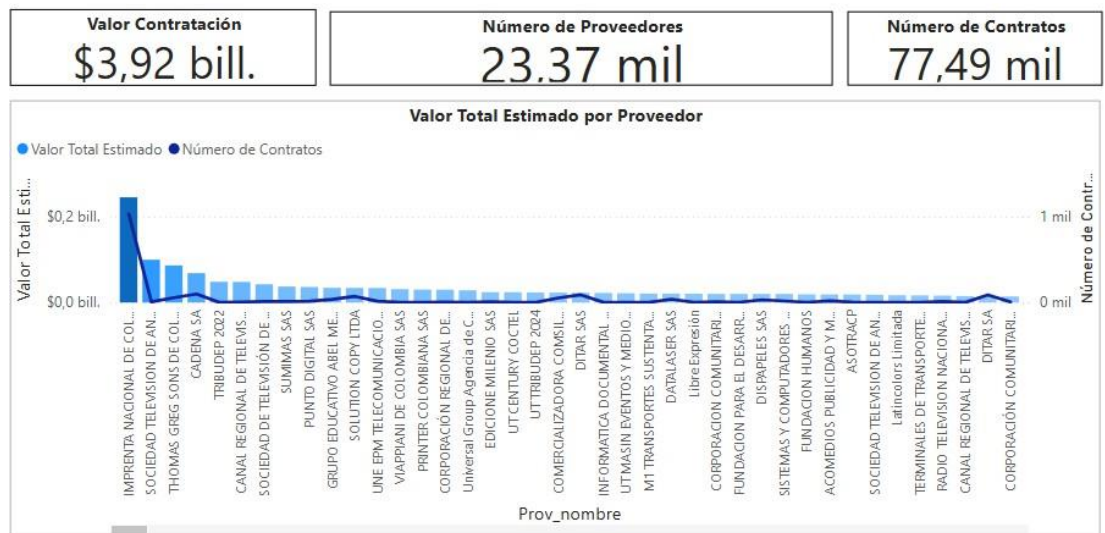 Valor Contratación
$3,92 bill.
Número de Proveedores
23,37 mil
Número de Contratos
77,49 mil
Valor Total Estimado por Proveedor
Valor Total Estimado
Número de Contratos
Valor Total Esti...
$0,2 bill.
$0,0 bill.
1 mil
0 mil
Número de Contr...
IMPRENTA NACIONAL DE COL...
SOCIEDAD TELEVISION DE AN...
THOMAS GREG SONS DE COL...
CADENA SA
TRIBUDEP 2022
CANAL REGIONAL DE TELEVIS...
SOCIEDAD DE TELEVISIÓN DE ...
SUMIMAS SAS
PUNTO DIGITAL SAS
GRUPO EDUCATIVO ABEL ME...
SOLUTION COPY LTDA
UNE EPM TELECOMUNICACIO...
VIAPPIANI DE COLOMBIA SAS
PRINTER COLOMBIANA SAS
CORPORACIÓN REGIONAL DE...
Universal Group Agencia de C...
EDICIONE MILENIO SAS
UT CENTURY COCTEL
UT TRIBUDEP 2024
COMERCIALIZADORA COMSIL...
DITAR SAS
INFORMATICA DOCUMENTAL ...
UT MASIN EVENTOS Y MEDIO...
M1 TRANSPORTES SUSTENTA...
DATALASER SAS
Libre Expresión
CORPORACION COMUNITARI...
FUNDACION PARA EL DESARR...
DISPAPELES SAS
SISTEMAS Y COMPUTADORES ...
FUNDACION HUMANOS
ACOMEDIOS PUBLICIDAD Y M...
ASOTRACP
SOCIEDAD TELEVISION DE AN...
Latincolors Limitada
TERMINALES DE TRANSPORTE...
RADIO TELEVISION NACIONA...
CANAL REGIONAL DE TELEVIS...
DITAR SA
CORPORACIÓN COMUNITARI...
Prov_nombre